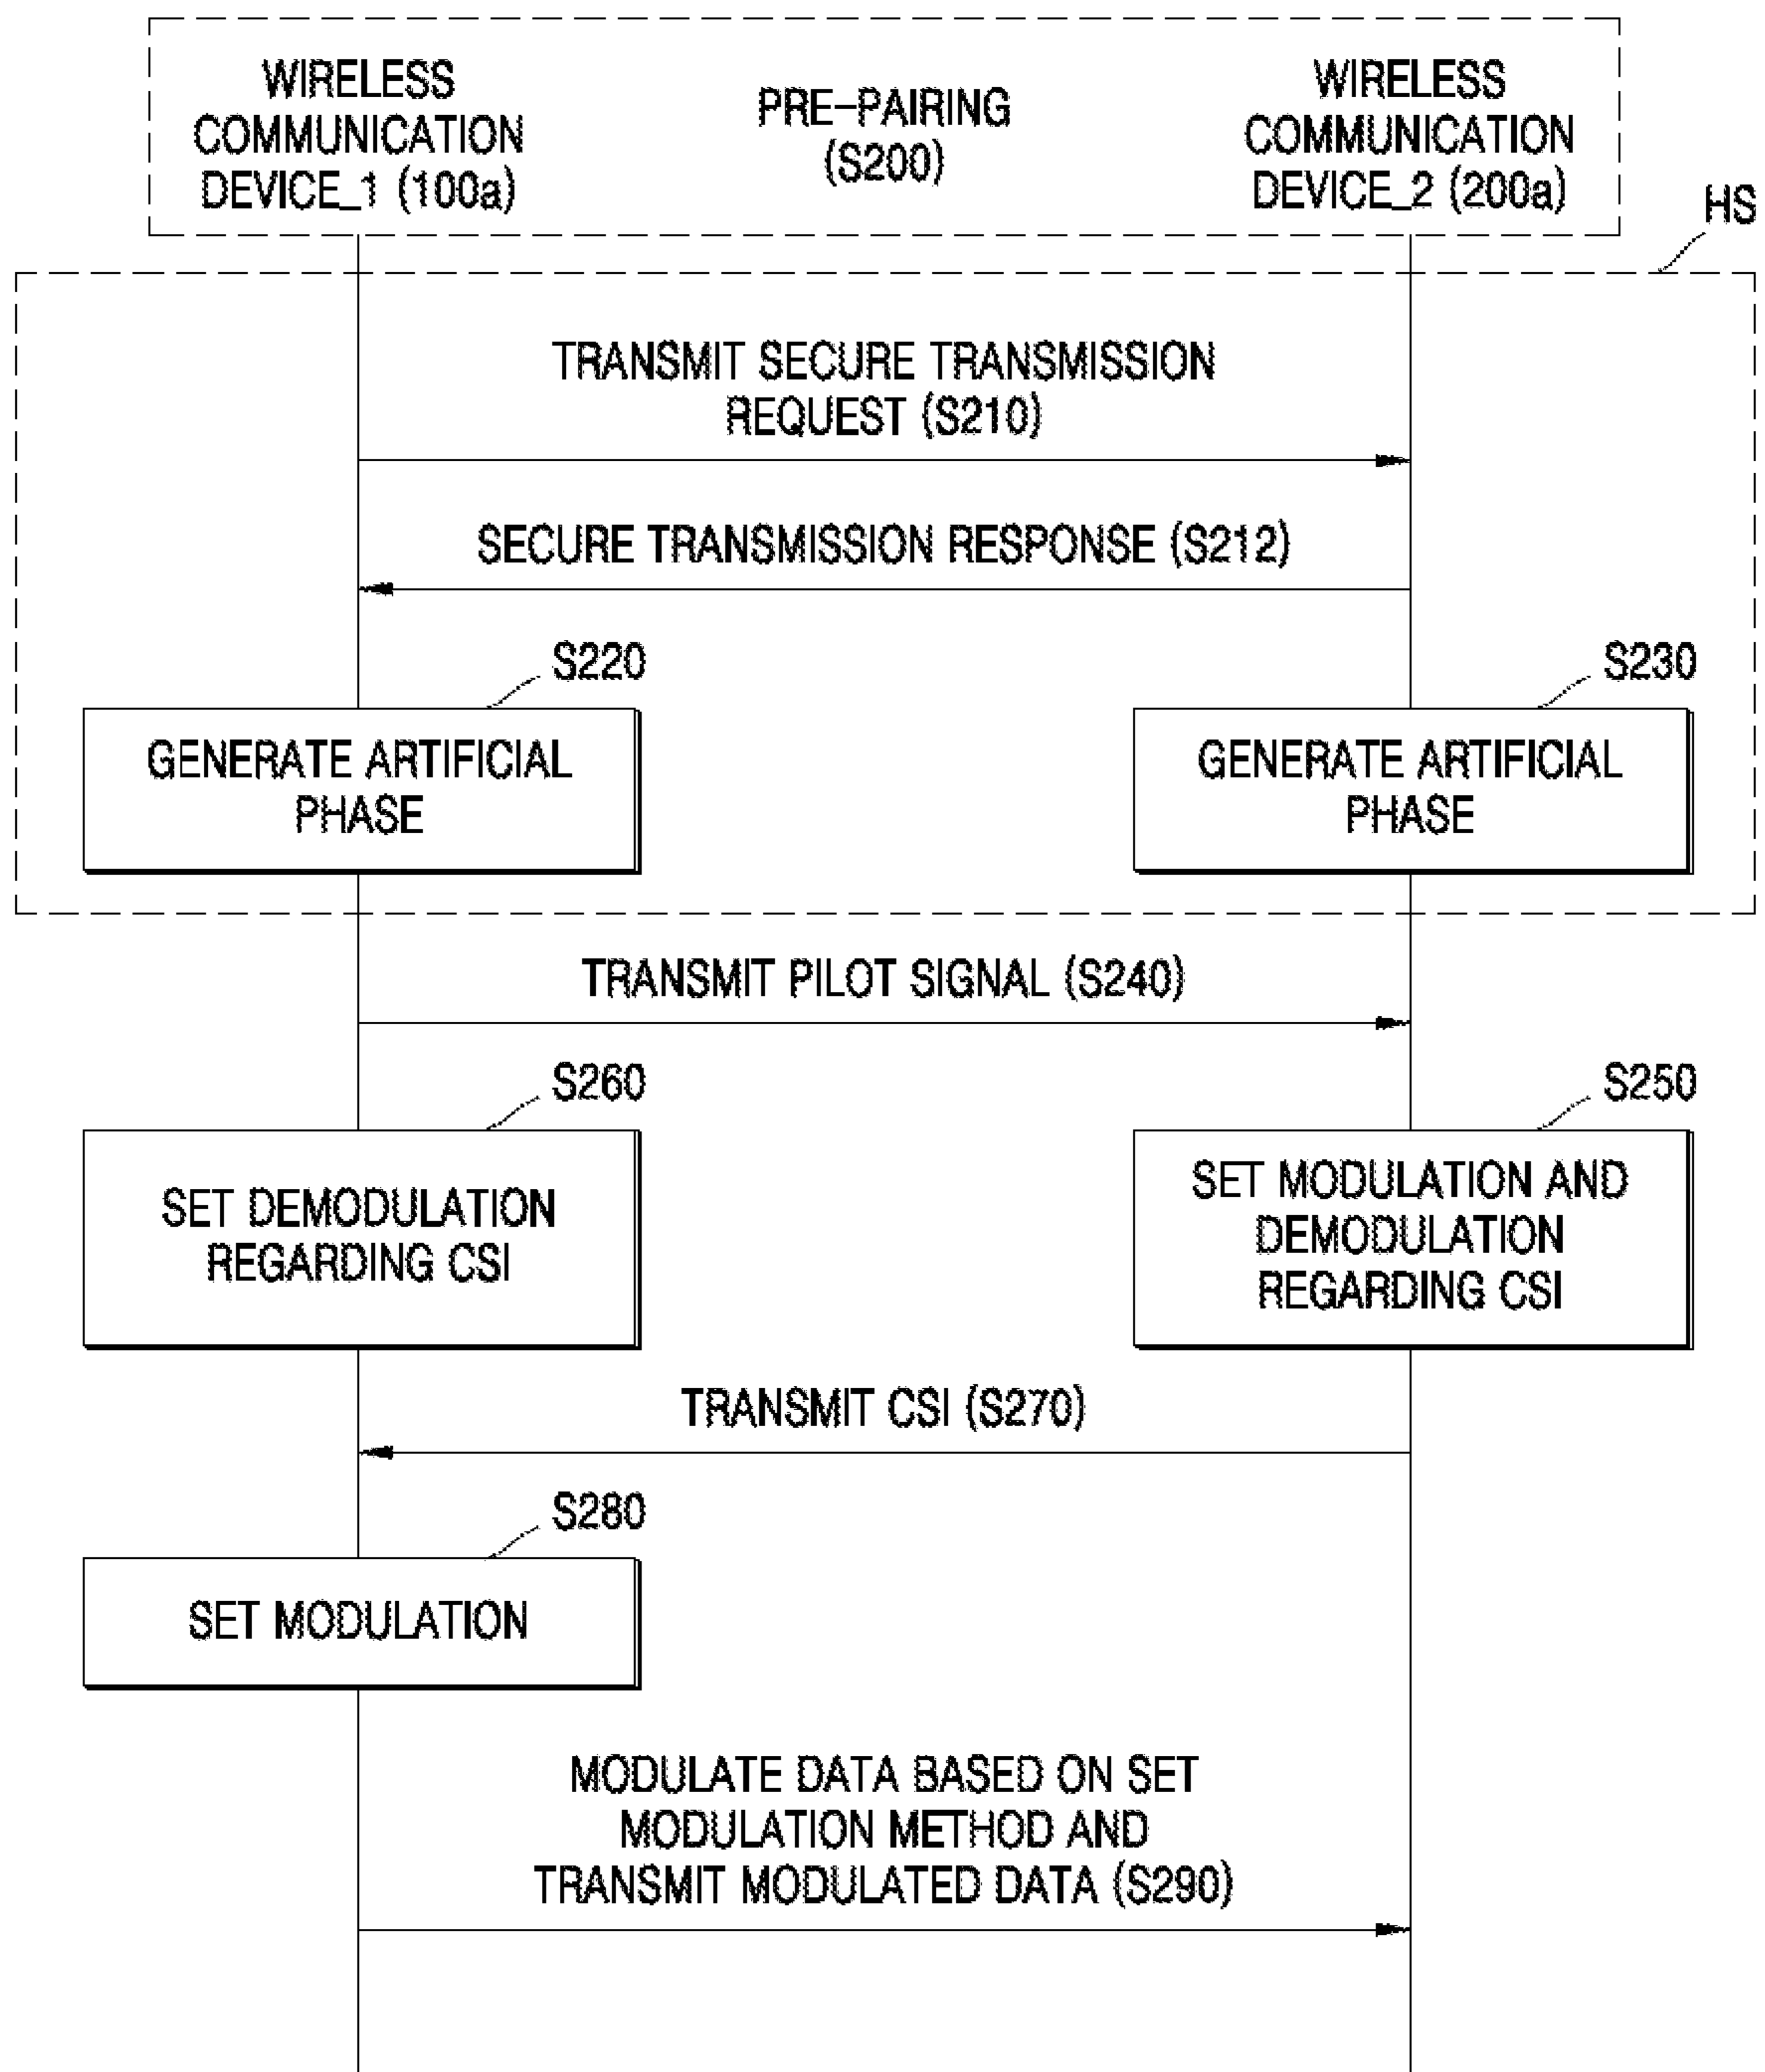 WIRELESS
COMMUNICATION
DEVICE_1 (100a)
PRE-PAIRING
(S200)
WIRELESS
COMMUNICATION
DEVICE_2 (200a)
HS
TRANSMIT SECURE TRANSMISSION
REQUEST (S210)
SECURE TRANSMISSION RESPONSE (S212)
S220
S230
GENERATE ARTIFICIAL
PHASE
GENERATE ARTIFICIAL
PHASE
TRANSMIT PILOT SIGNAL (S240)
S260
S250
SET DEMODULATION
REGARDING CSI
SET MODULATION AND
DEMODULATION
REGARDING CSI
TRANSMIT CSI (S270)
S280
SET MODULATION
MODULATE DATA BASED ON SET
MODULATION METHOD AND
TRANSMIT MODULATED DATA (S290)